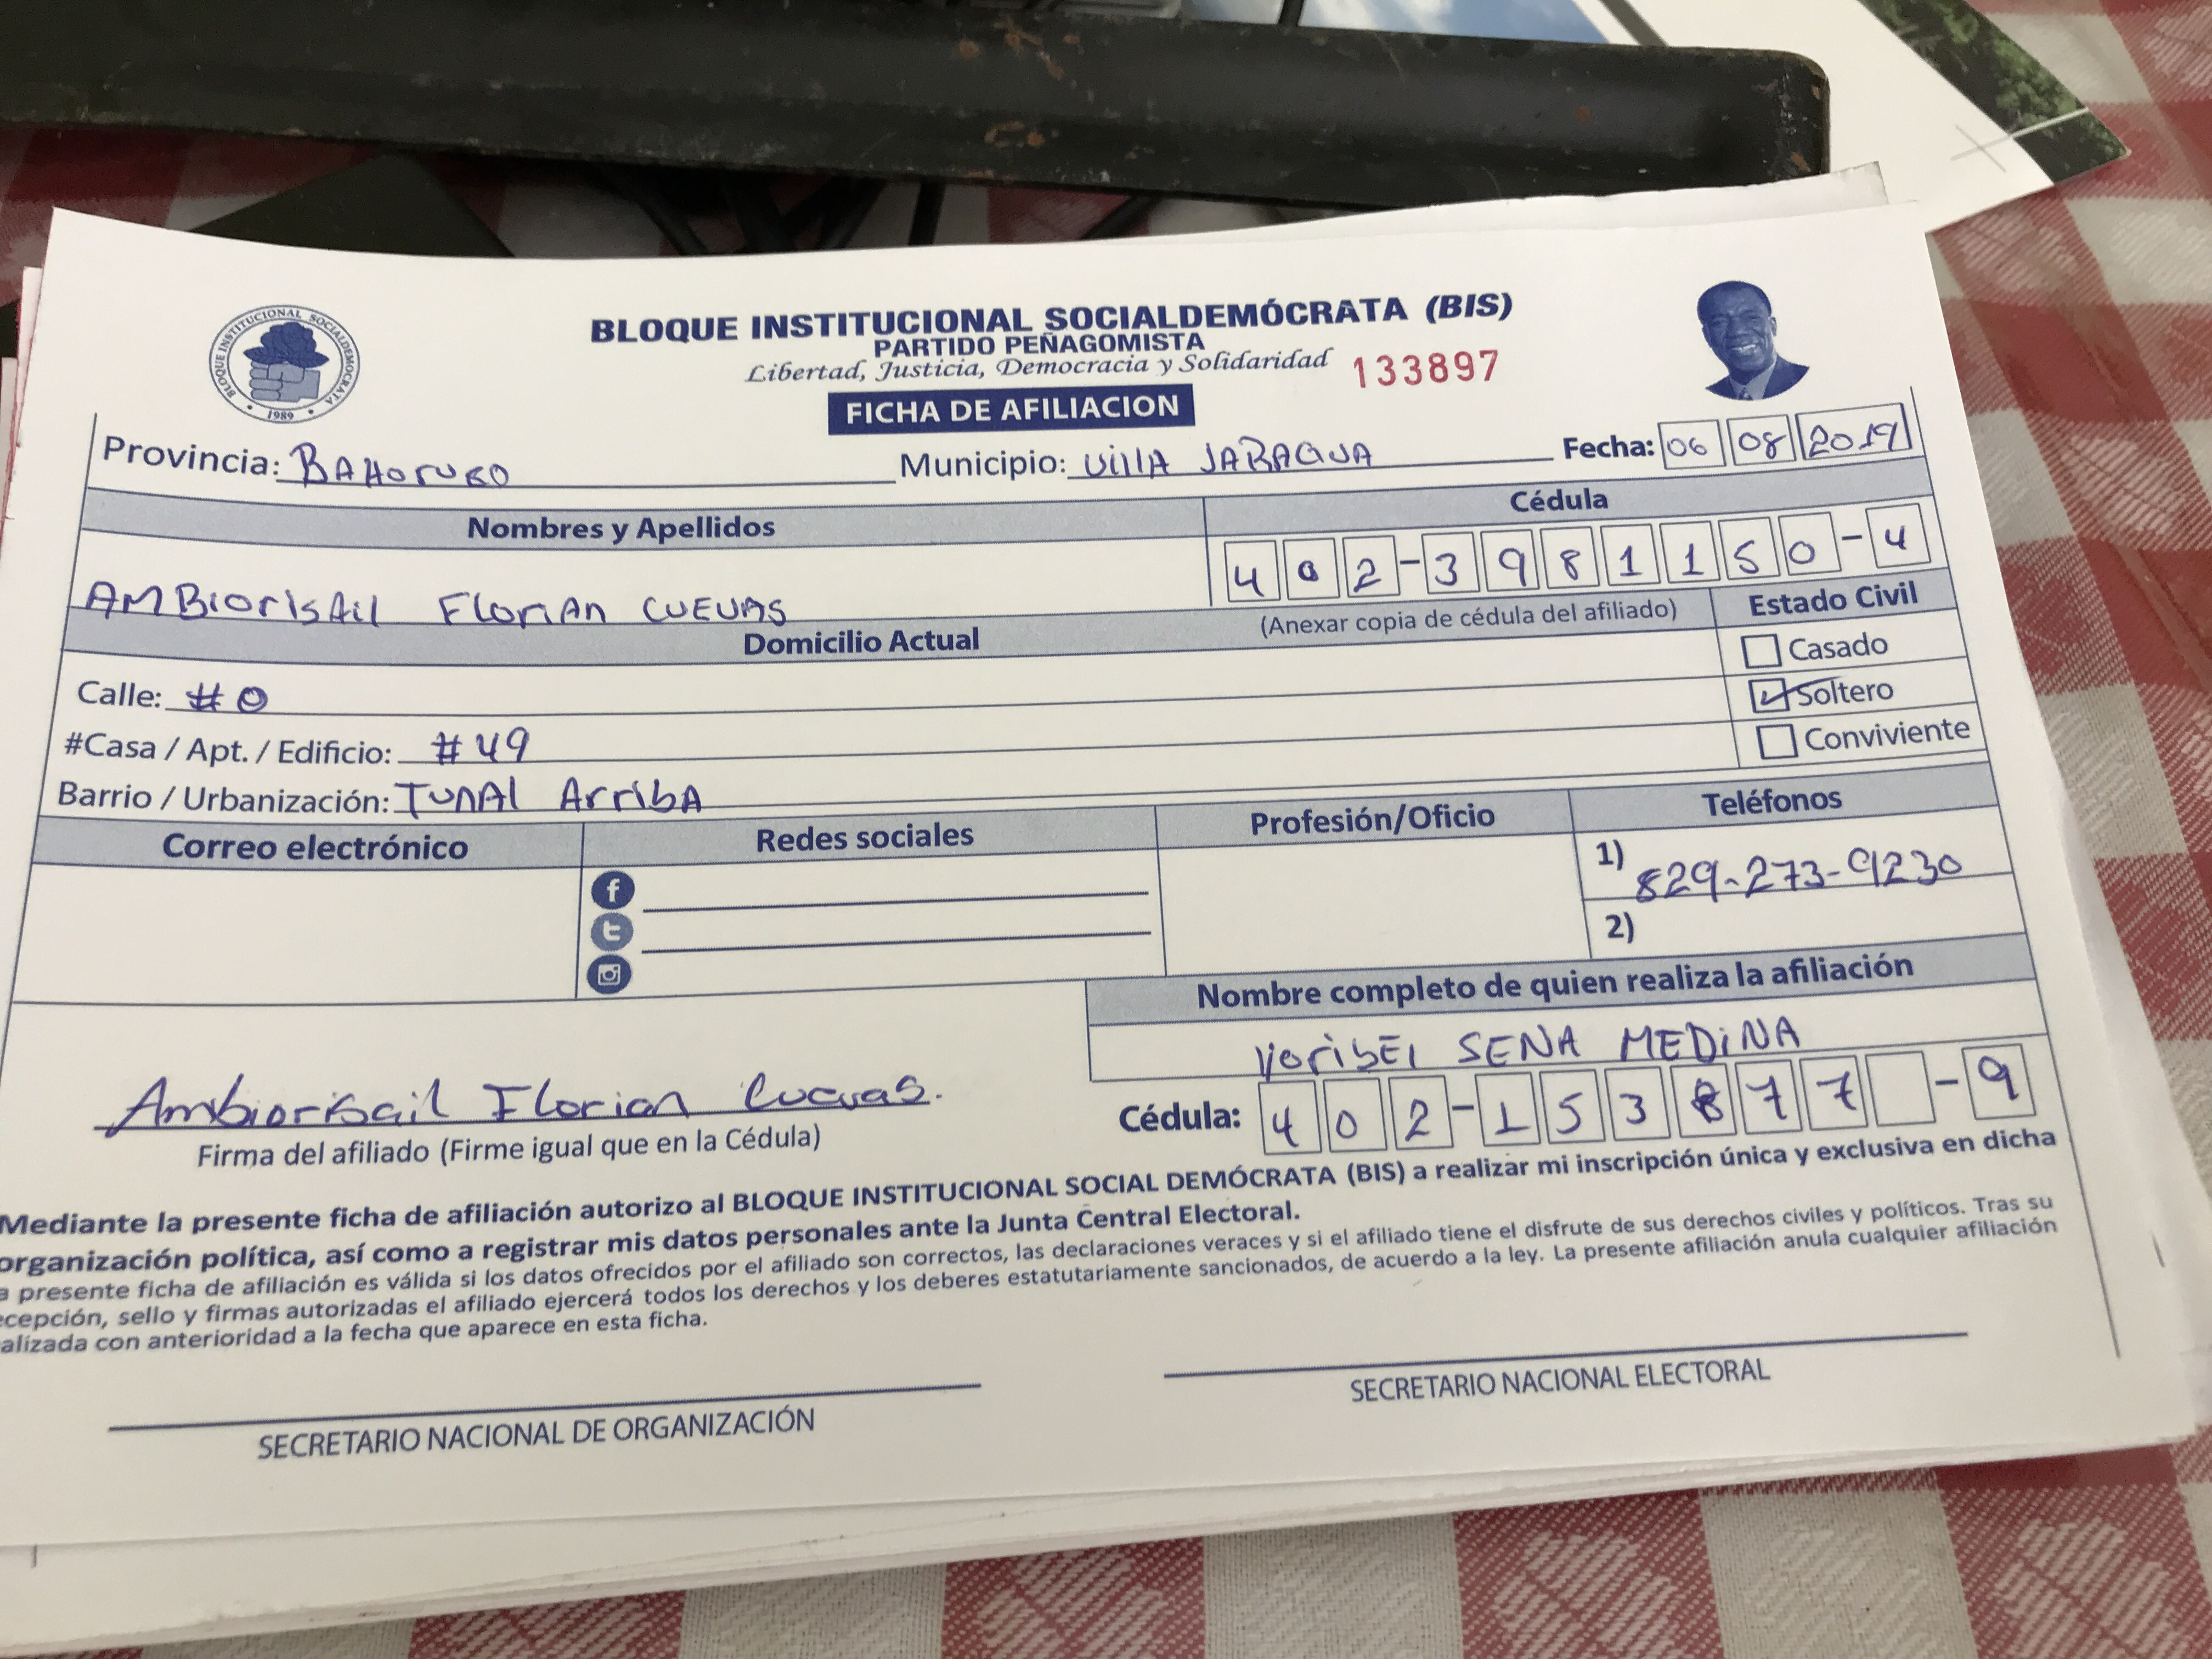 BLOQUE INSTITUCIONAL SOCIALDEMÓCRATA
1989
BLOQUE INSTITUCIONAL SOCIALDEMÓCRATA (BIS)
PARTIDO PEÑAGOMISTA
Libertad, Justicia, Democracia y Solidaridad 133897
FICHA DE AFILIACION
Provincia: BAHoruco Municipio: VillA JARAGUA Fecha: 06 08 2019
Nombres y Apellidos Cédula
AMBiorisAil FloriAn CUEVAS 402-3981150-4
(Anexar copia de cédula del afiliado) Estado Civil
Domicilio Actual
Casado
Calle: #0 Soltero
#Casa / Apt. / Edificio: #49 Conviviente
Barrio / Urbanización: TUNAl ArribA
Correo electrónico Redes sociales Profesión/Oficio Teléfonos
1) 829-273-9230
2)
Nombre completo de quien realiza la afiliación
YoribEl SENA MEDiNA
Ambiorisail Florian Cuevas. Cédula: 402-153877 -9
Firma del afiliado (Firme igual que en la Cédula)
Mediante la presente ficha de afiliación autorizo al BLOQUE INSTITUCIONAL SOCIAL DEMÓCRATA (BIS) a realizar mi inscripción única y exclusiva en dicha
organización política, así como a registrar mis datos personales ante la Junta Central Electoral.
a presente ficha de afiliación es válida si los datos ofrecidos por el afiliado son correctos, las declaraciones veraces y si el afiliado tiene el disfrute de sus derechos civiles y políticos. Tras su
ecepción, sello y firmas autorizadas el afiliado ejercerá todos los derechos y los deberes estatutariamente sancionados, de acuerdo a la ley. La presente afiliación anula cualquier afiliación
alizada con anterioridad a la fecha que aparece en esta ficha.
SECRETARIO NACIONAL DE ORGANIZACIÓN SECRETARIO NACIONAL ELECTORAL